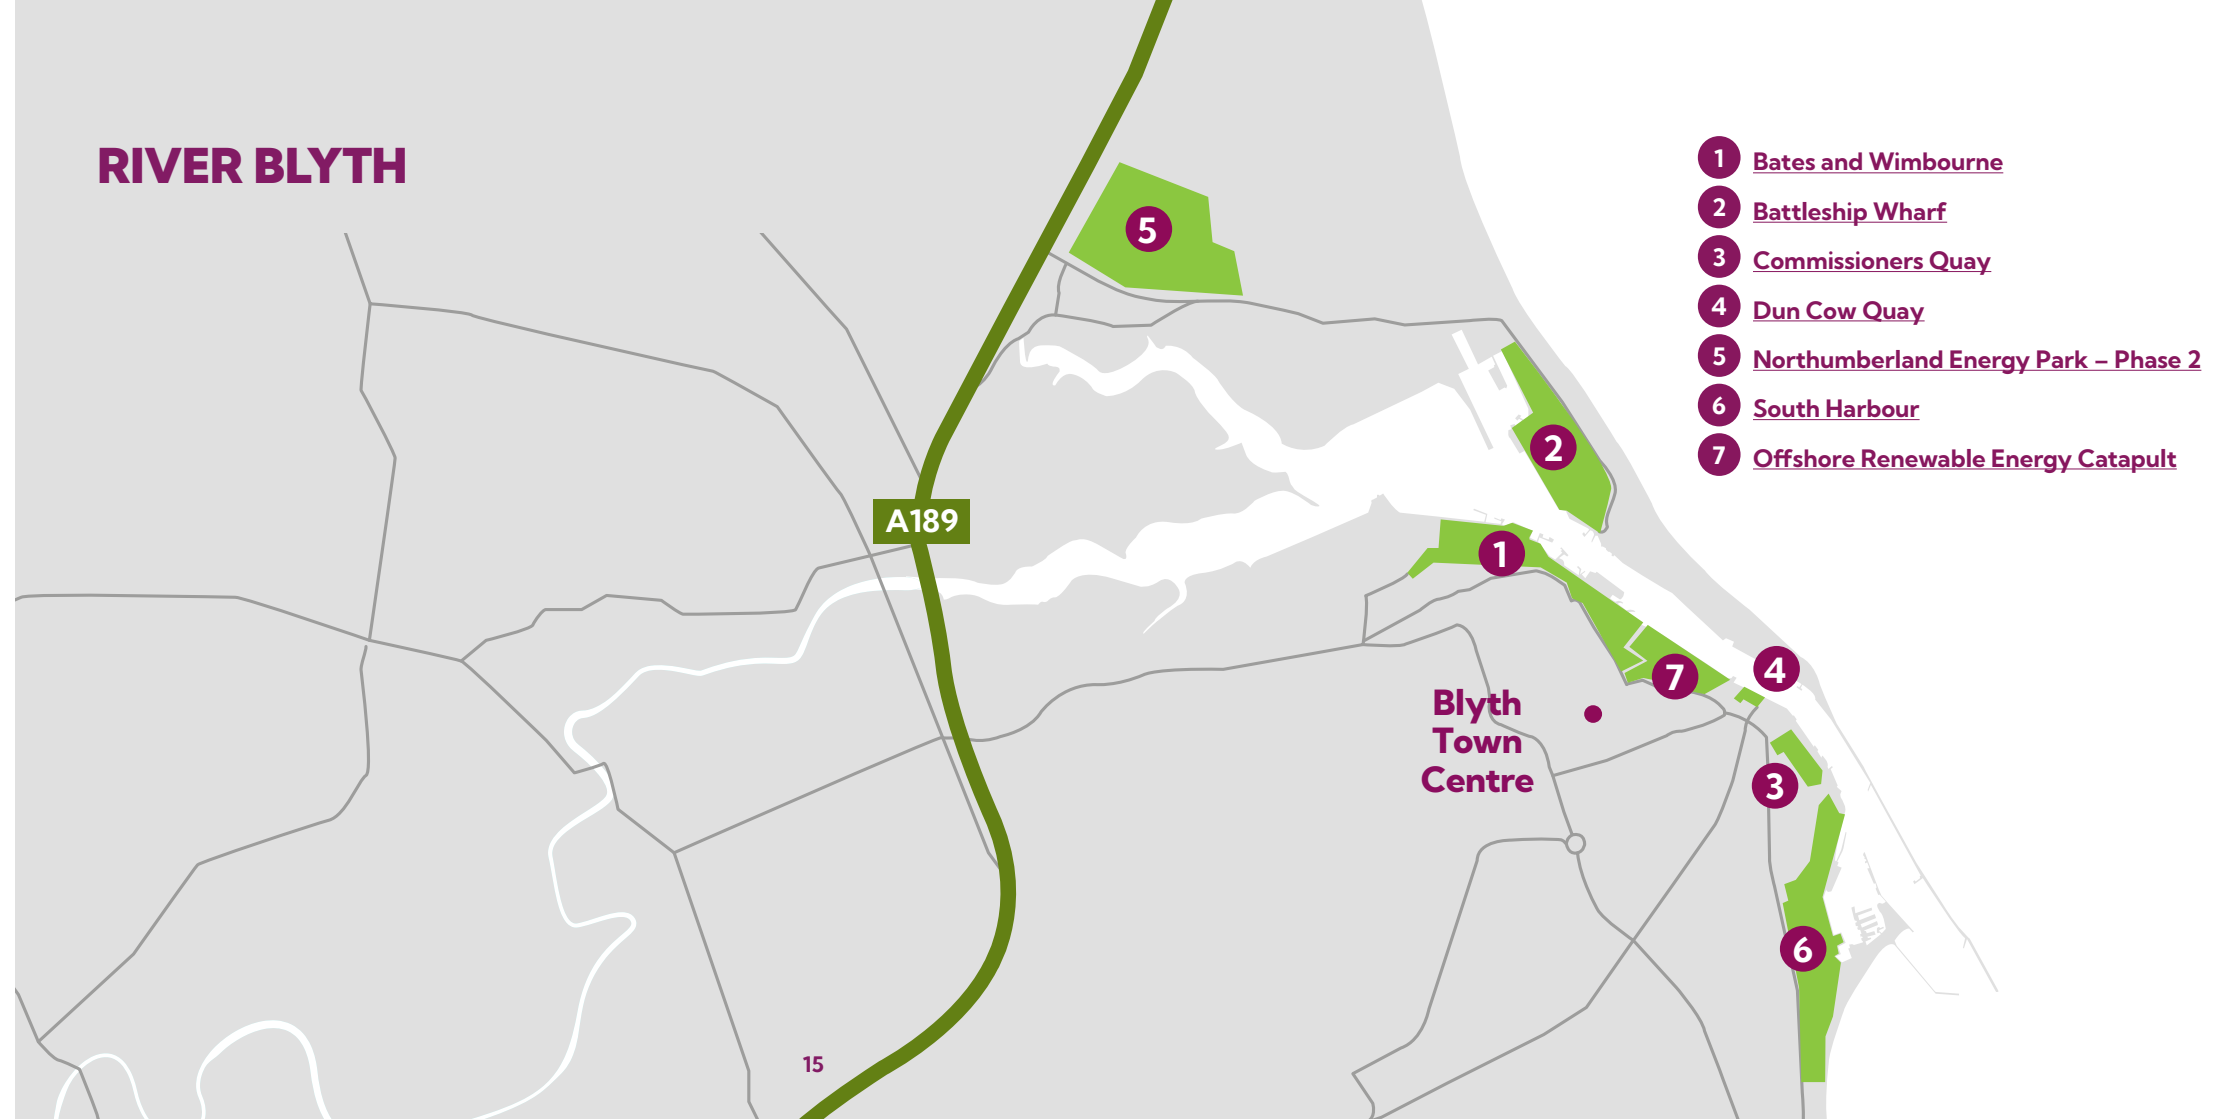 RIVER BLYTH
1 Bates and Wimbourne
2 Battleship Wharf
3 Commissioners Quay
4 Dun Cow Quay
5 Northumberland Energy Park – Phase 2
6 South Harbour
7 Offshore Renewable Energy Catapult
5
2
A189
1
4
7
Blyth
Town
Centre
3
6
15